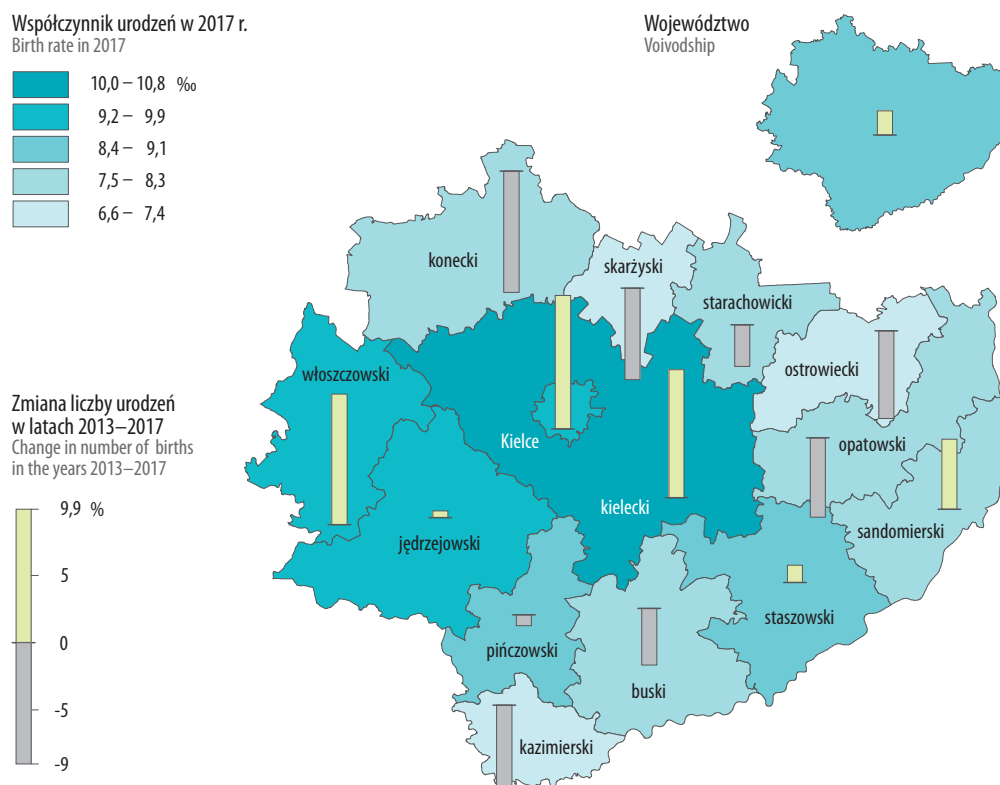 Współczynnik urodzeń w 2017 r.
Birth rate in 2017
10,0 – 10,8 ‰
9,2 – 9,9
8,4 – 9,1
7,5 – 8,3
6,6 – 7,4
Województwo
Voivodship
konecki
skarżyski
starachowicki
ostrowiecki
włoszczowski
Kielce
opatowski
kielecki
sandomierski
jędrzejowski
staszowski
pińczowski
buski
kazimierski
Zmiana liczby urodzeń
w latach 2013–2017
Change in number of births
in the years 2013–2017
9,9 %
5
0
-5
-9